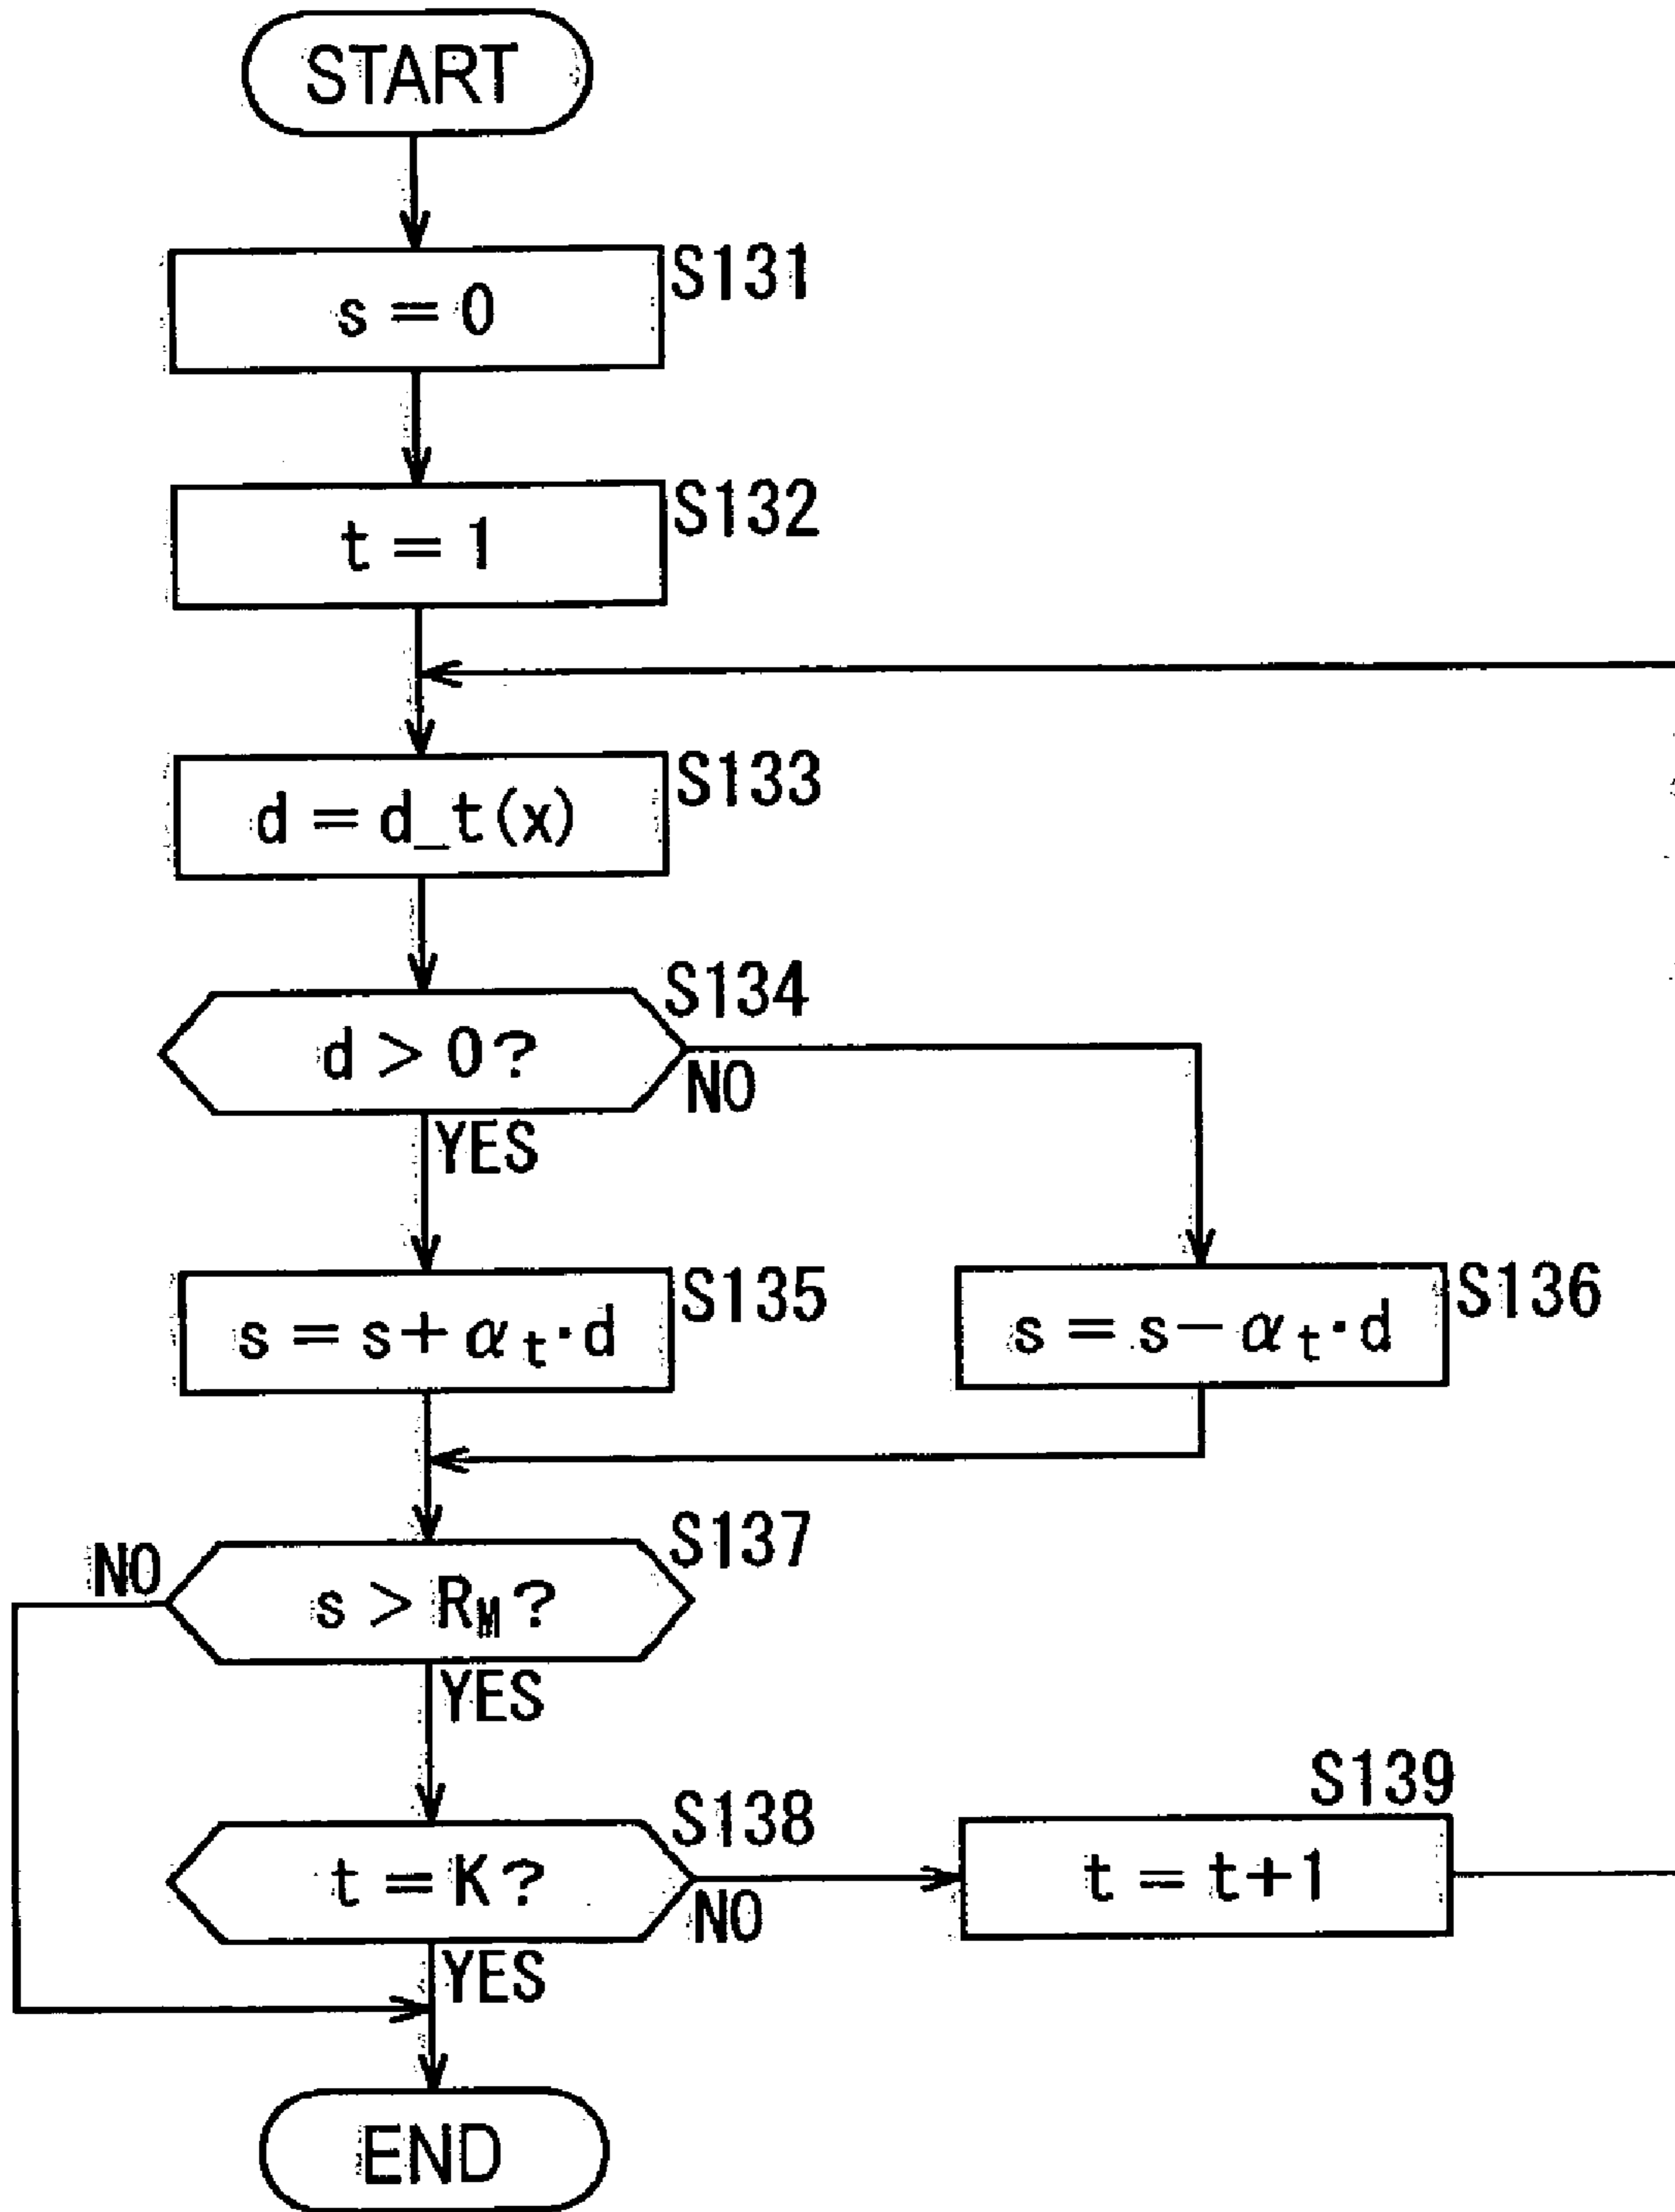 START
S131
s = 0
S132
t = 1
S133
d = d_t(x)
S134
d > 0?
NO
YES
S135
s = s + α t · d
S136
s = s - α t · d
S137
NO
s > RM?
YES
S138
t = K?
NO
S139
t = t+1
YES
END